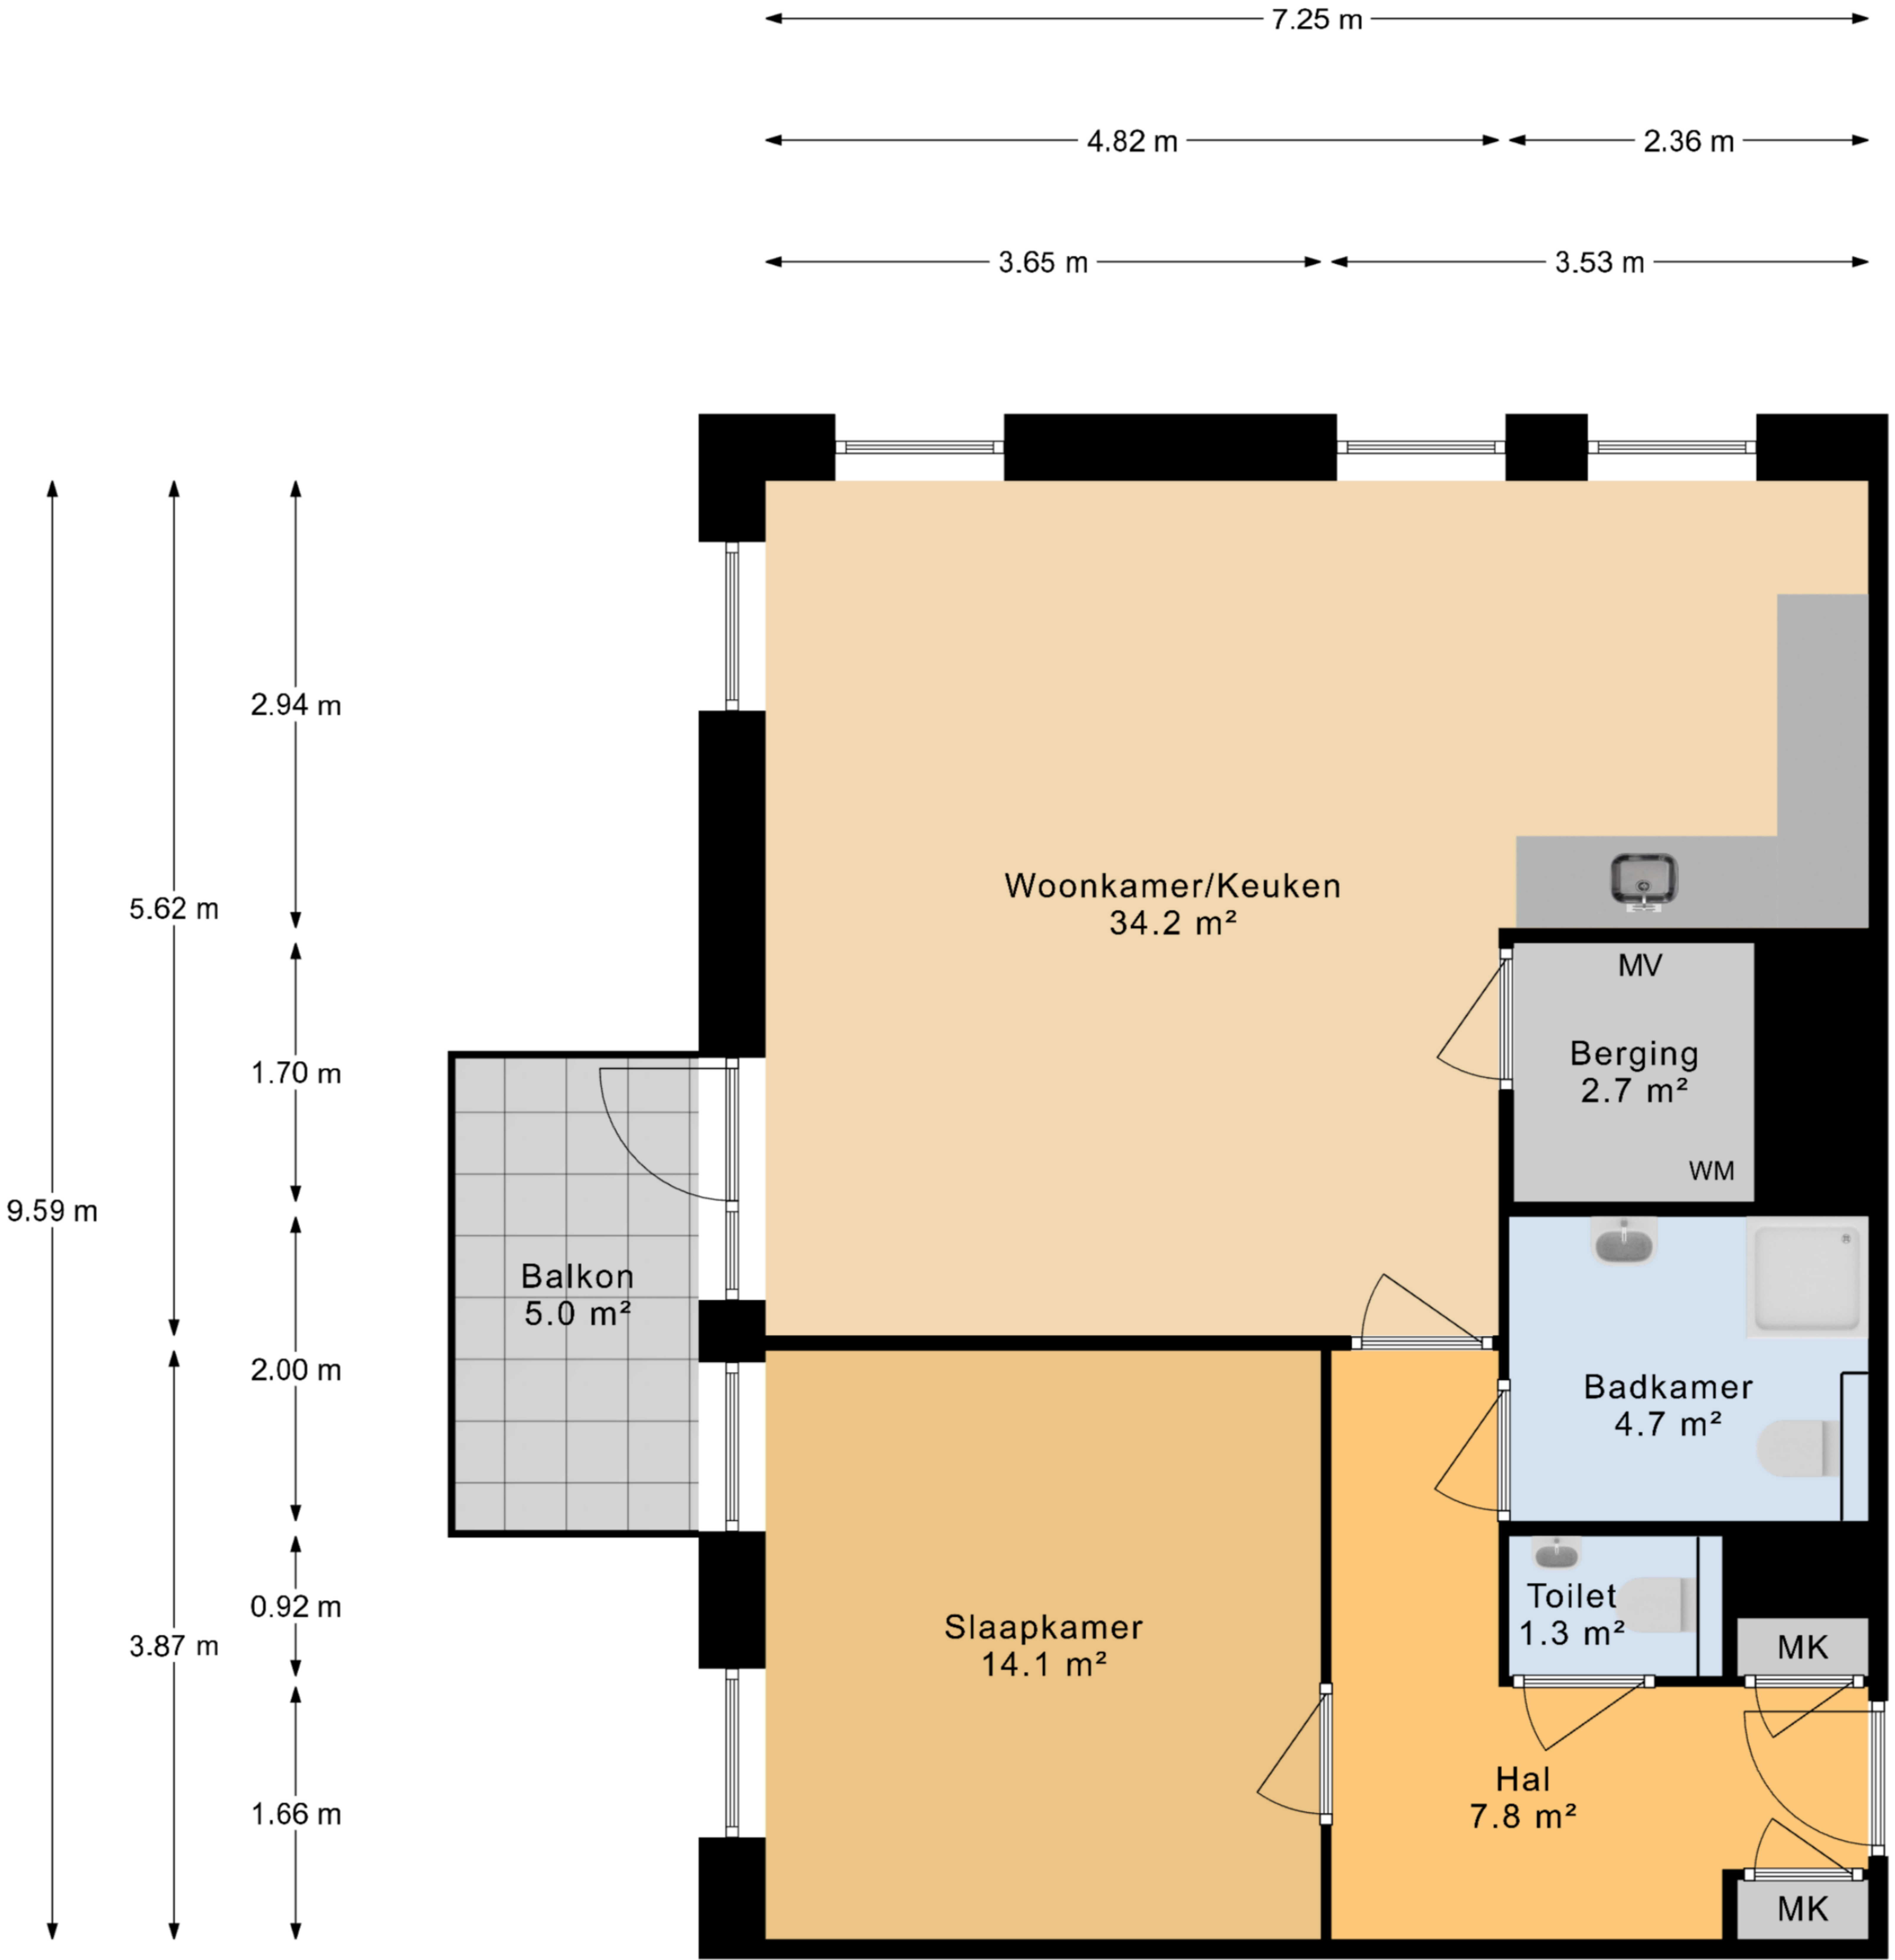 7.25 m
4.82 m
2.36 m
3.65 m
3.53 m
2.94 m
5.62 m
1.70 m
9.59 m
2.00 m
0.92 m
3.87 m
1.66 m
Woonkamer/Keuken
34.2 m²
MV
Berging
2.7 m²
WM
Balkon
5.0 m²
Badkamer
4.7 m²
Toilet
1.3 m²
MK
Slaapkamer
14.1 m²
Hal
7.8 m²
MK